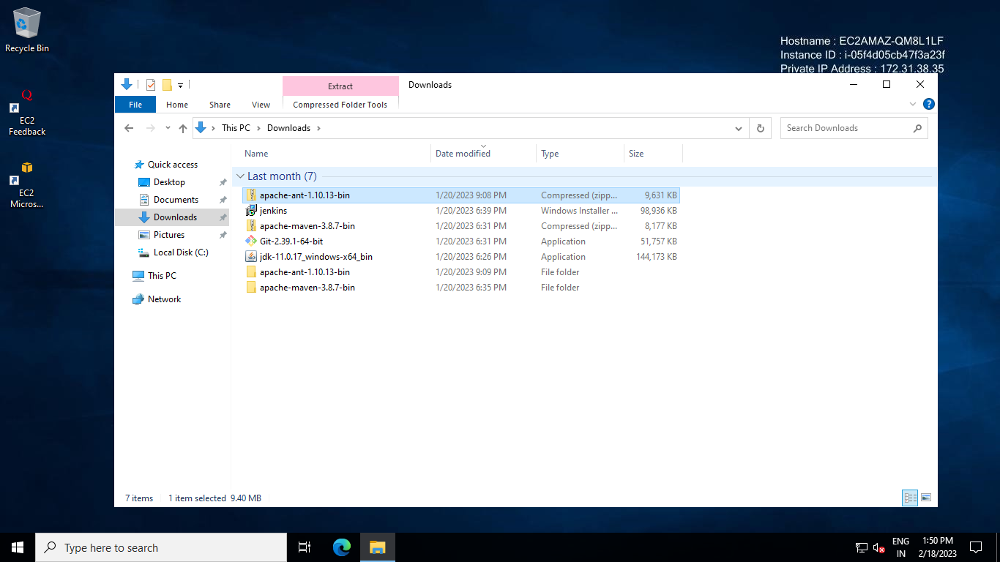 Recycle Bin
EC2
Feedback
EC2
Micros...
Hostname : EC2AMAZ-QM8L1LF
Instance ID : i-05f4d05cb47f3a23f
Private IP Address : 172.31.38.35
Extract
Downloads
File
Home
Share
View
Compressed Folder Tools
?
This PC
Downloads
Search Downloads
Quick access
Desktop
Documents
Downloads
Pictures
Local Disk (C:)
This PC
Network
Name Date modified Type Size
Last month (7)
apache-ant-1.10.13-bin 1/20/2023 9:08 PM Compressed (zipp... 9,631 KB
jenkins 1/20/2023 6:39 PM Windows Installer ... 98,936 KB
apache-maven-3.8.7-bin 1/20/2023 6:31 PM Compressed (zipp... 8,177 KB
Git-2.39.1-64-bit 1/20/2023 6:31 PM Application 51,757 KB
jdk-11.0.17_windows-x64_bin 1/20/2023 6:26 PM Application 144,173 KB
apache-ant-1.10.13-bin 1/20/2023 9:09 PM File folder
apache-maven-3.8.7-bin 1/20/2023 6:35 PM File folder
7 items 1 item selected 9.40 MB
Type here to search
ENG
IN
1:50 PM
2/18/2023